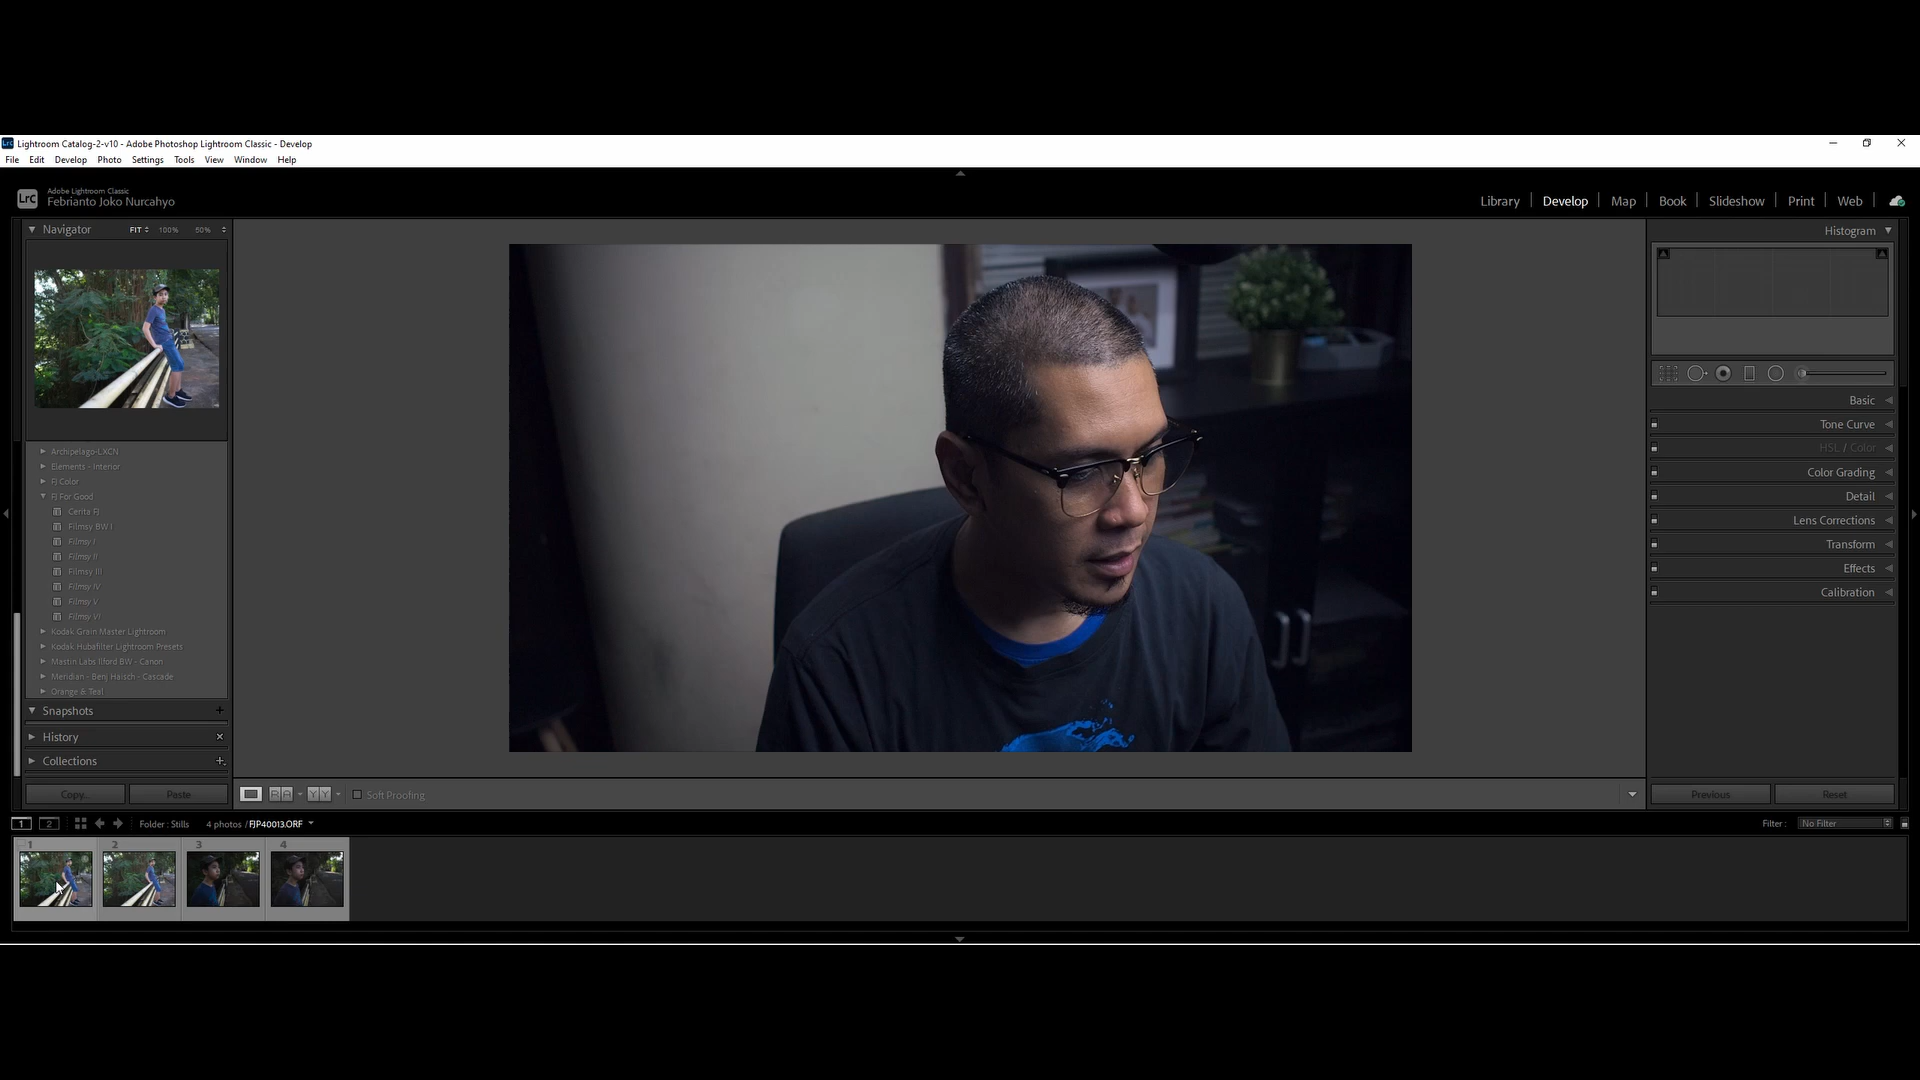 Lrc Lightroom Catalog-2-v10 - Adobe Photoshop Lightroom Classic - Develop
File Edit Develop Photo Settings Tools View Window Help
Lrc Adobe Lightroom Classic
Febrianto Joko Nurcahyo
Library Develop Map Book Slideshow Print Web
Navigator FIT 100% 50%
Archipelago-LXCN
Elements - Interior
FJ Color
FJ For Good
Cerita FJ
Filmsy BW I
Filmsy I
Filmsy II
Filmsy III
Filmsy IV
Filmsy V
Filmsy VI
Kodak Grain Master Lightroom
Kodak Hubafilter Lightroom Presets
Mastin Labs Ilford BW - Canon
Meridian - Benj Haisch - Cascade
Orange & Teal
Snapshots
History
Collections
Copy... Paste
Soft Proofing
Histogram
Basic
Tone Curve
HSL / Color
Color Grading
Detail
Lens Corrections
Transform
Effects
Calibration
Previous Reset
1 2 Folder : Stills 4 photos / FJP40013.ORF Filter : No Filter
1 2 3 4